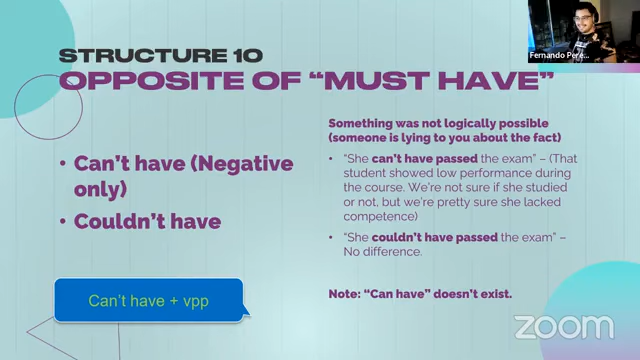 STRUCTURE 10
OPPOSITE OF “MUST HAVE”
Fernando Pere...
• Can't have (Negative
only)
• Couldn't have
Can't have + vpp
Something was not logically possible
(someone is lying to you about the fact)
• “She can't have passed the exam” – (That
student showed low performance during
the course. We're not sure if she studied
or not, but we're pretty sure she lacked
competence)
• “She couldn't have passed the exam” –
No difference.
Note: “Can have” doesn't exist.
zoom